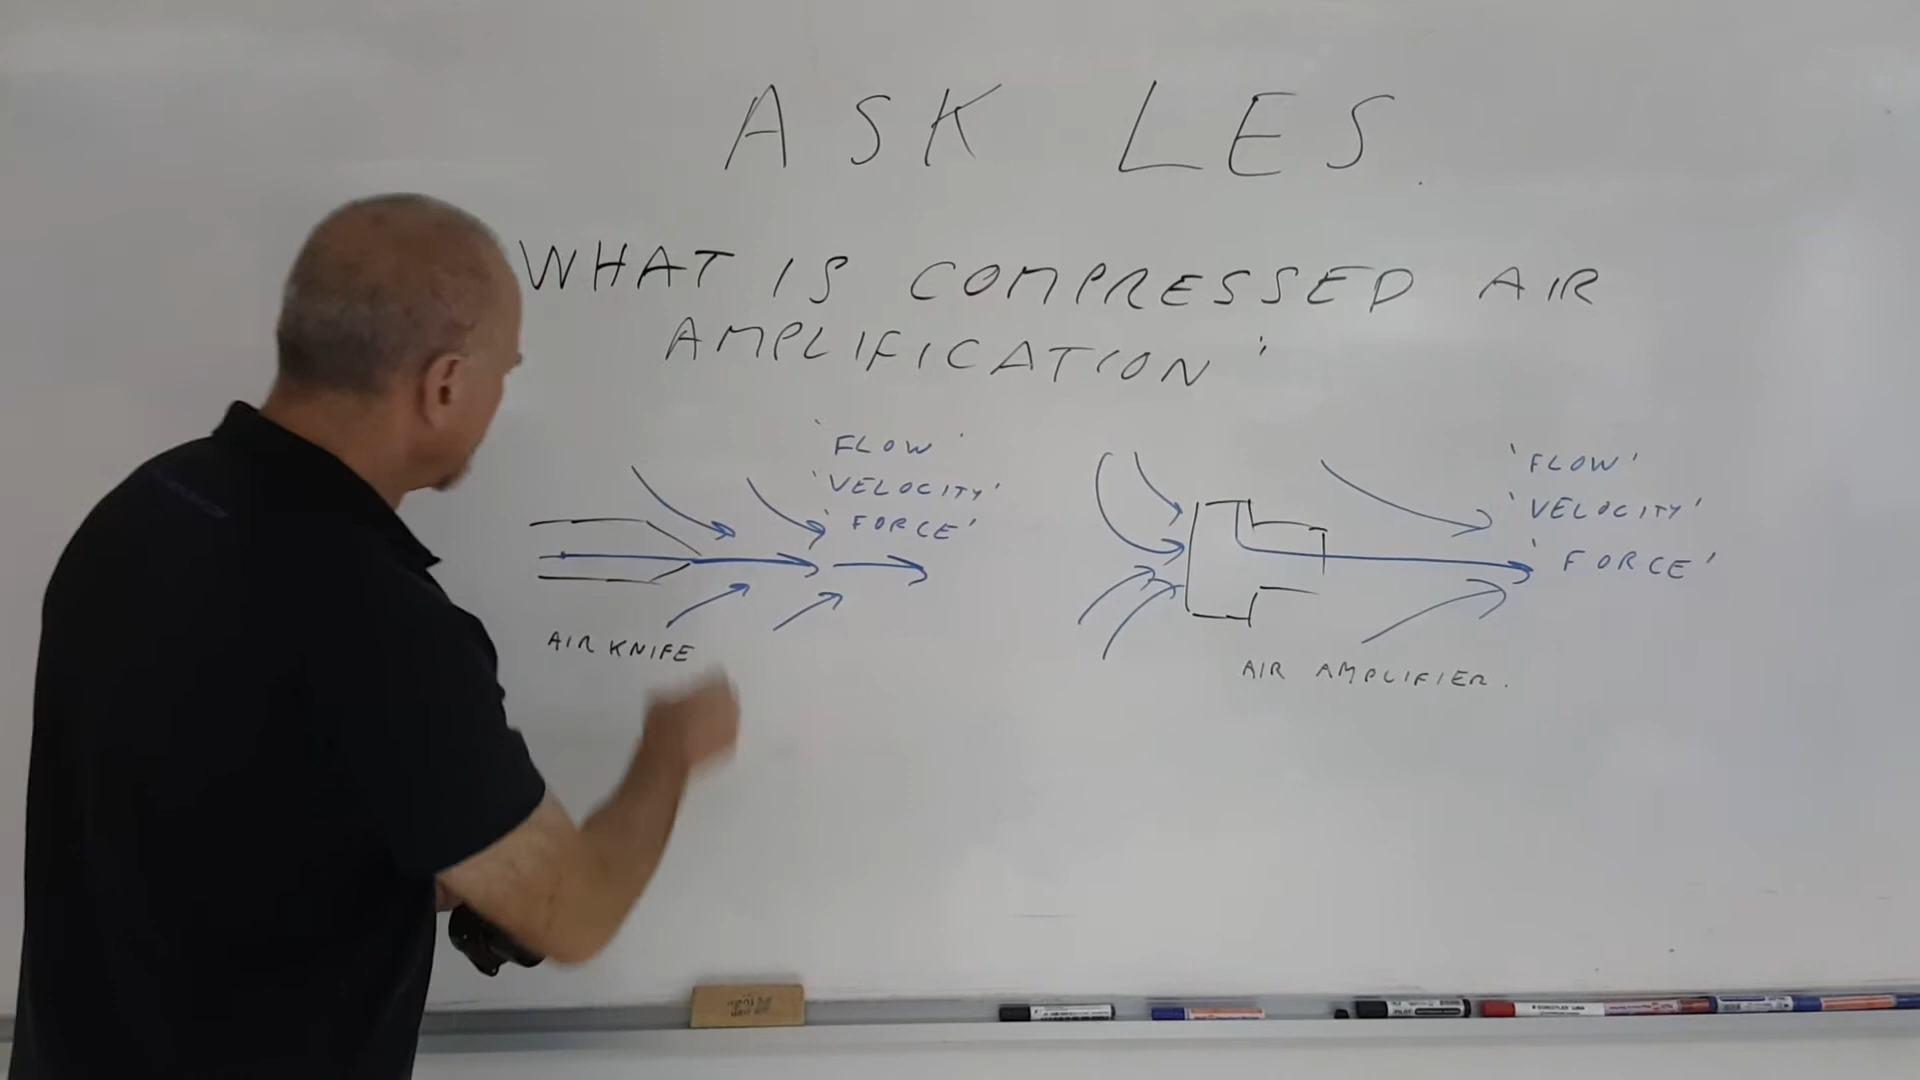 ASK LES.
WHAT IS COMPRESSED AIR
AMPLIFICATION'
'FLOW'
'VELOCITY'
'FORCE'
AIR KNIFE
'FLOW'
'VELOCITY'
'FORCE'
AIR AMPLIFIER.